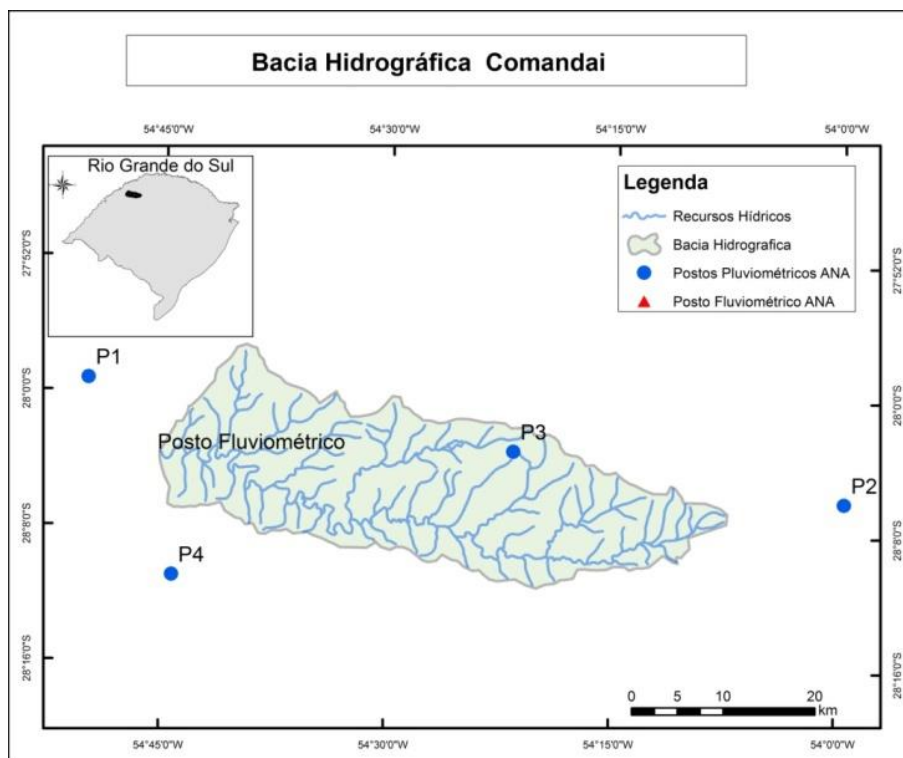 Bacia Hidrográfica Comandai
54°45'0"W
54°30'0"W
54°15'0"W
54°0'0"W
Rio Grande do Sul
Legenda
Recursos Hídricos
Bacia Hidrografica
Postos Pluviométricos ANA
Posto Fluviométrico ANA
27°52'0"S
27°52'0"S
P1
28°0'0"S
28°0'0"S
Posto Fluviométrico
P3
P2
28°8'0"S
28°8'0"S
P4
28°16'0"S
28°16'0"S
0 5 10 20
km
54°45'0"W
54°30'0"W
54°15'0"W
54°0'0"W